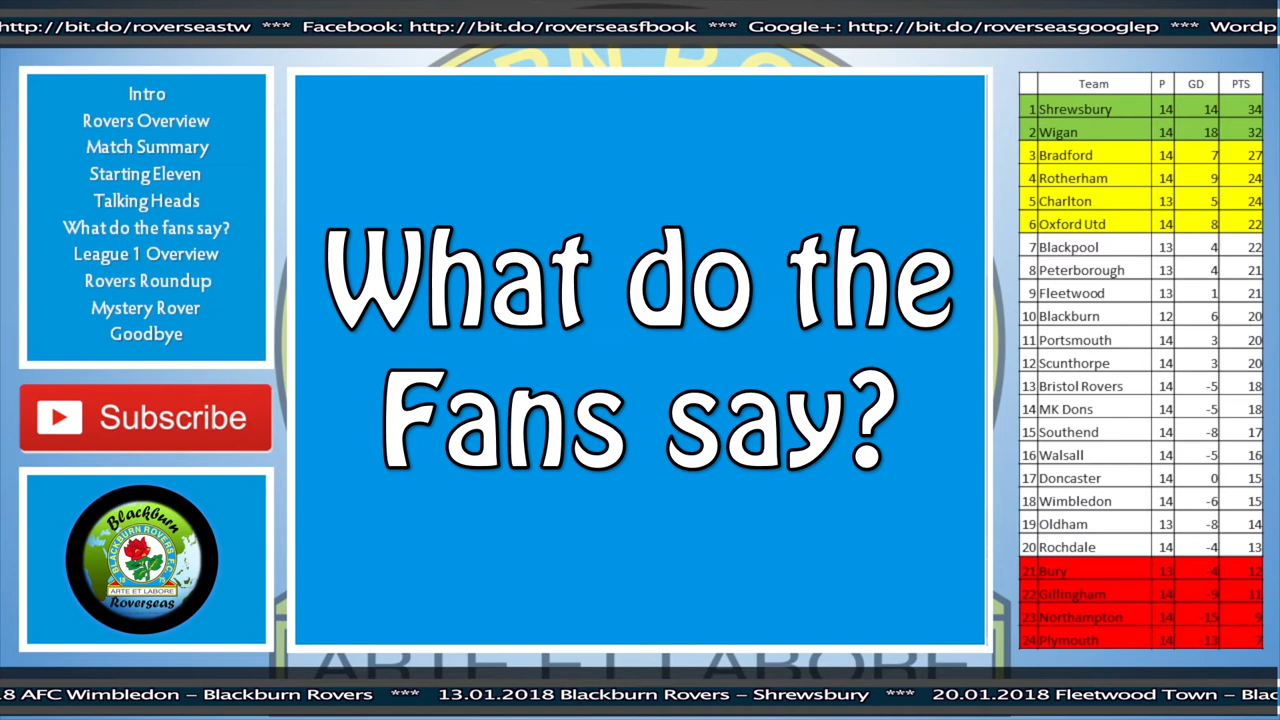 http://bit.do/roverseastw *** Facebook: http://bit.do/roverseasfbook *** Google+: http://bit.do/roverseasgooglep *** Wordp
Intro
Rovers Overview
Match Summary
Starting Eleven
Talking Heads
What do the fans say?
League 1 Overview
Rovers Roundup
Mystery Rover
Goodbye
Subscribe
Blackburn
BLACKBURN ROVERS F.C.
18 75
ARTE ET LABORE
Roverseas
What do the
Fans say?
ARTE ET LABORE
Team P GD PTS
1 Shrewsbury 14 14 34
2 Wigan 14 18 32
3 Bradford 14 7 27
4 Rotherham 14 9 24
5 Charlton 13 5 24
6 Oxford Utd 14 8 22
7 Blackpool 13 4 22
8 Peterborough 13 4 21
9 Fleetwood 13 1 21
10 Blackburn 12 6 20
11 Portsmouth 14 3 20
12 Scunthorpe 14 3 20
13 Bristol Rovers 14 -5 18
14 MK Dons 14 -5 18
15 Southend 14 -8 17
16 Walsall 14 -5 16
17 Doncaster 14 0 15
18 Wimbledon 14 -6 15
19 Oldham 13 -8 14
20 Rochdale 14 -4 13
21 Bury 13 -4 12
22 Gillingham 14 -9 11
23 Northampton 14 -15 9
24 Plymouth 14 -13 7
8 AFC Wimbledon – Blackburn Rovers *** 13.01.2018 Blackburn Rovers – Shrewsbury *** 20.01.2018 Fleetwood Town – Blac